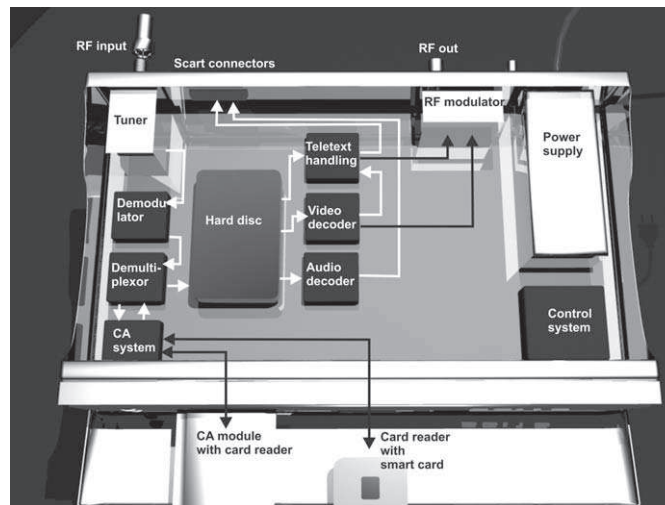 RF input
Scart connectors
RF out
Tuner
RF modulator
Power
supply
Teletext
handling
Demodu
lator
Hard disc
Video
decoder
Demulti-
plexor
Audio
decoder
CA
system
Control
system
CA module
with card reader
Card reader
with
smart card